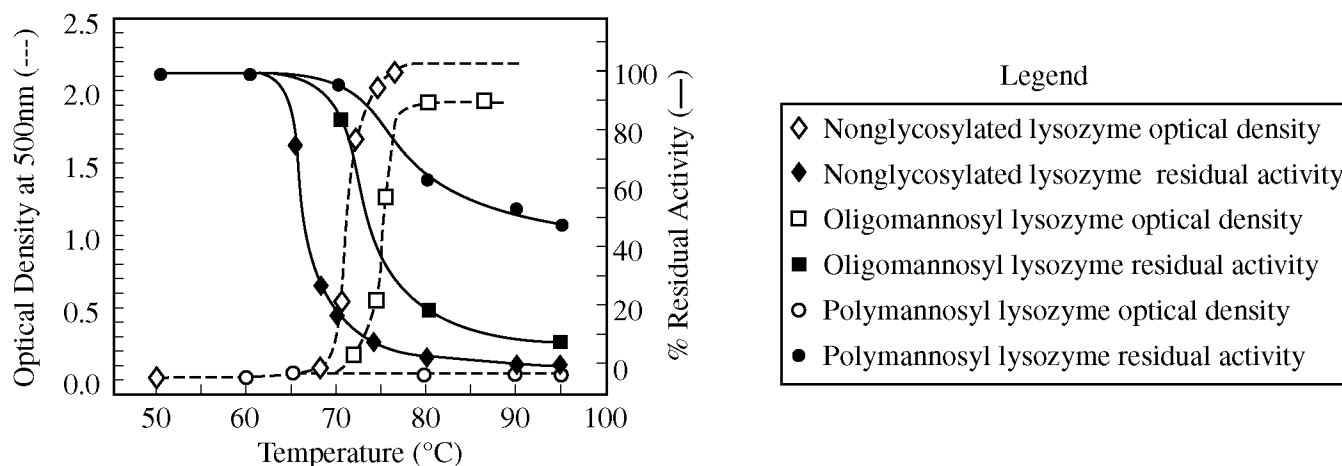 Optical Density at 500nm (---)
2.5
2.0
1.5
1.0
0.5
0.0
100
80
60
40
20
0
% Residual Activity (—)
50 60 70 80 90 100
Temperature (°C)
Legend
Nonglycosylated lysozyme optical density
Nonglycosylated lysozyme residual activity
Oligomannosyl lysozyme optical density
Oligomannosyl lysozyme residual activity
Polymannosyl lysozyme optical density
Polymannosyl lysozyme residual activity